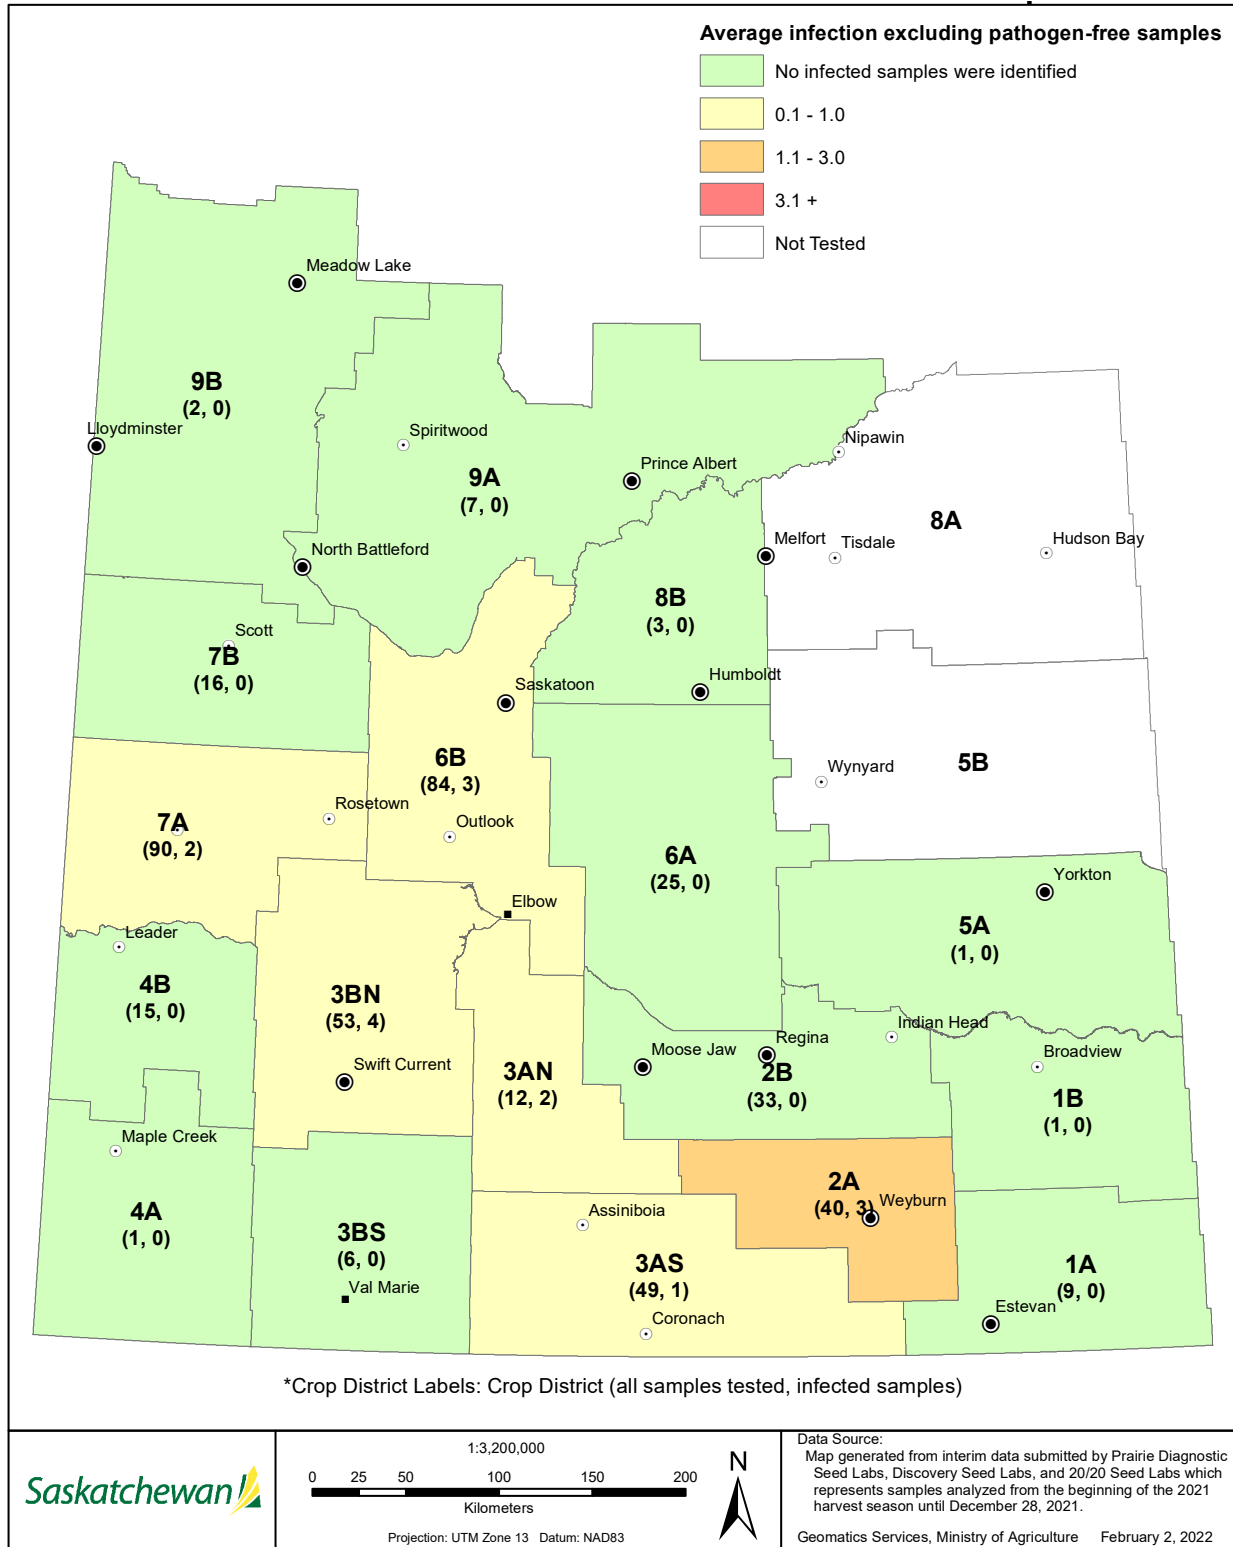 Average infection excluding pathogen-free samples
No infected samples were identified
0.1 - 1.0
1.1 - 3.0
3.1 +
Not Tested
Meadow Lake
9B
(2, 0)
Lloydminster
Spiritwood
9A
(7, 0)
Prince Albert
Nipawin
8A
North Battleford
Melfort
Tisdale
Hudson Bay
8B
(3, 0)
Scott
7B
(16, 0)
Saskatoon
Humboldt
6B
(84, 3)
Wynyard
5B
Rosetown
7A
(90, 2)
Outlook
6A
(25, 0)
Yorkton
Elbow
5A
(1, 0)
Leader
4B
(15, 0)
3BN
(53, 4)
Indian Head
Regina
Moose Jaw
2B
(33, 0)
Broadview
Swift Current
3AN
(12, 2)
1B
(1, 0)
Maple Creek
2A
(40, 3)
Weyburn
4A
(1, 0)
Assiniboia
3BS
(6, 0)
3AS
(49, 1)
1A
(9, 0)
Val Marie
Estevan
Coronach
*Crop District Labels: Crop District (all samples tested, infected samples)
Saskatchewan
1:3,200,000
0 25 50 100 150 200
Kilometers
Projection: UTM Zone 13 Datum: NAD83
N
Data Source:
Map generated from interim data submitted by Prairie Diagnostic
Seed Labs, Discovery Seed Labs, and 20/20 Seed Labs which
represents samples analyzed from the beginning of the 2021
harvest season until December 28, 2021.
Geomatics Services, Ministry of Agriculture February 2, 2022